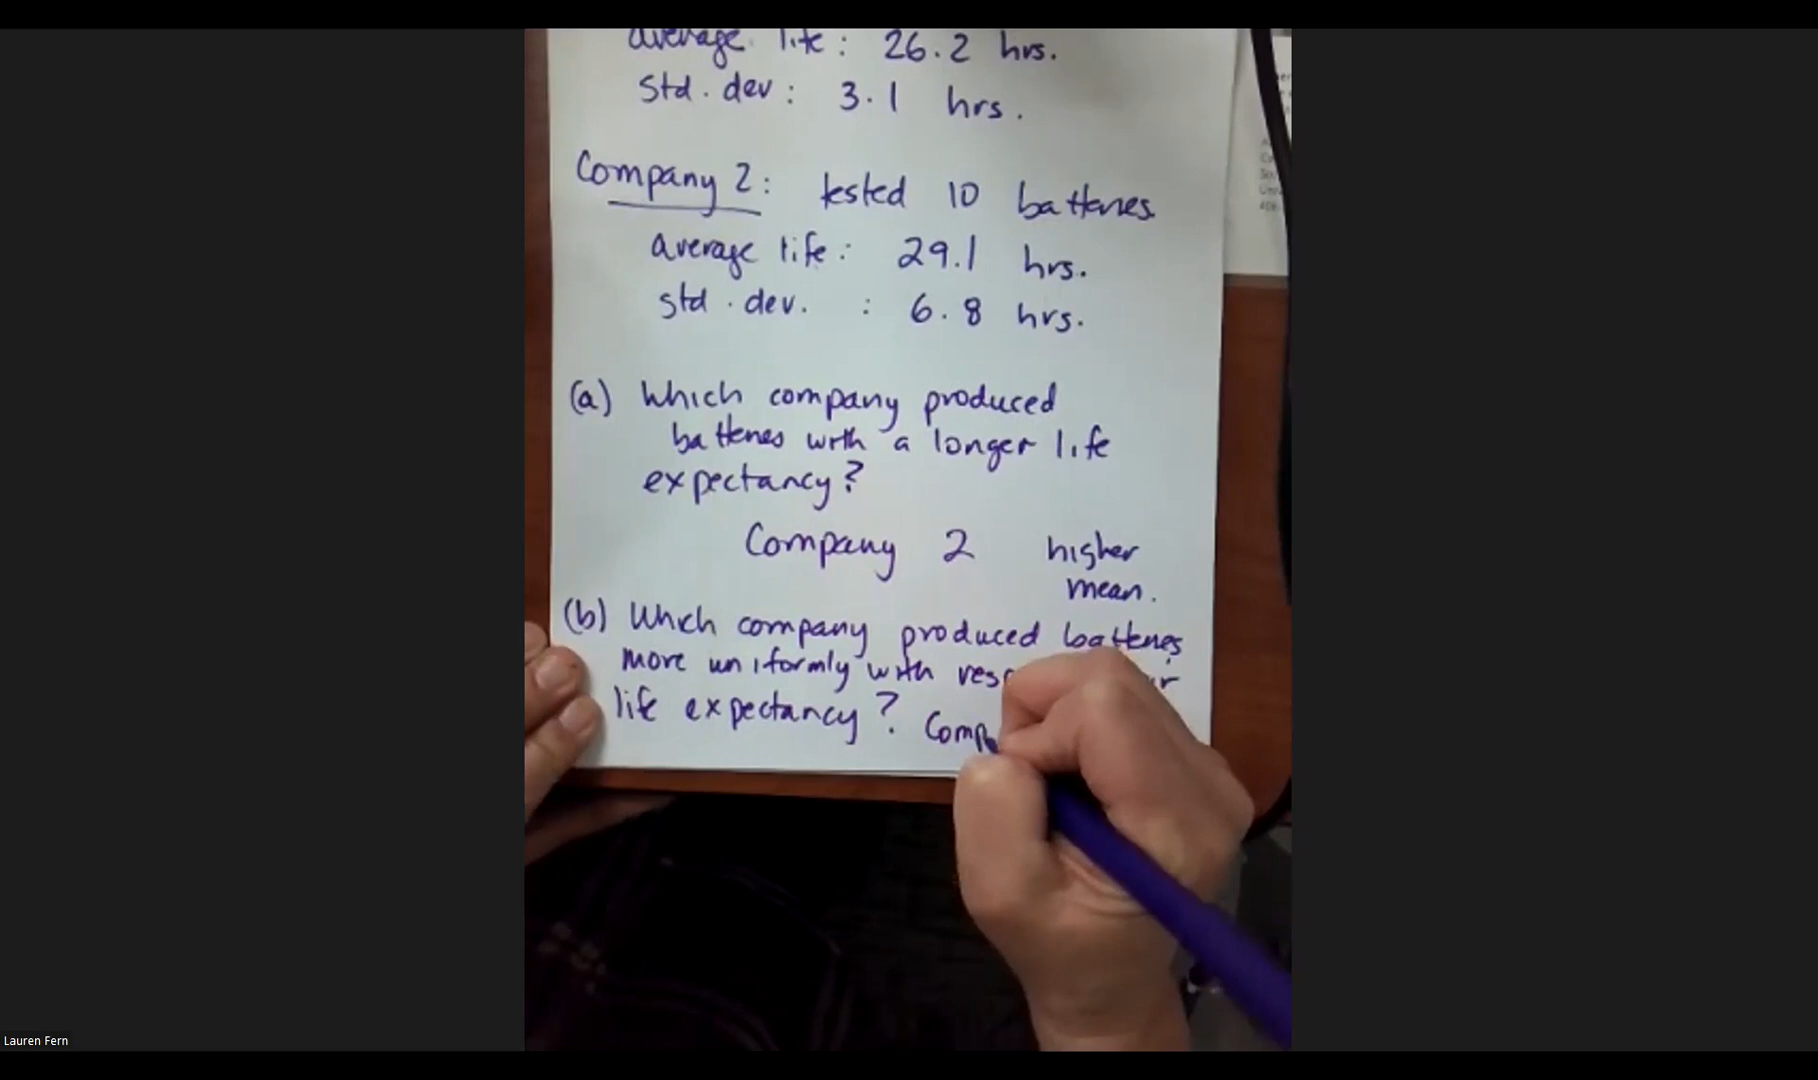 average life: 26.2 hrs.
std. dev: 3.1 hrs.
Company 2: tested 10 batteries
average life: 29.1 hrs.
std. dev. : 6.8 hrs.
(a) Which company produced
batteries with a longer life
expectancy?
Company 2 higher
mean.
(b) Which company produced batteries
more uniformly with
life expectancy? Comp
Lauren Fern